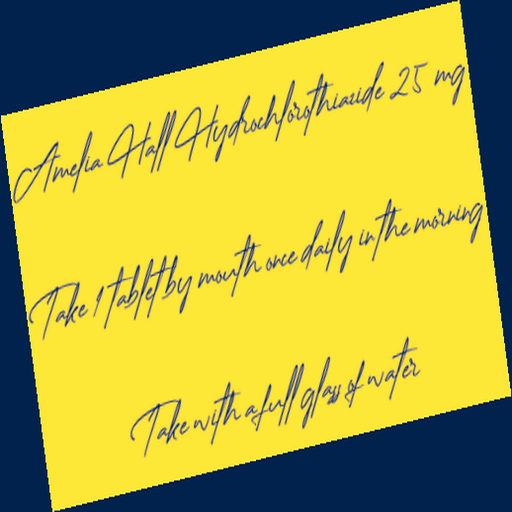 Amelia Hall Hydrochlorothiazide 25 mg
Take 1 tablet by mouth once daily in the morning
Take with a full glass of water